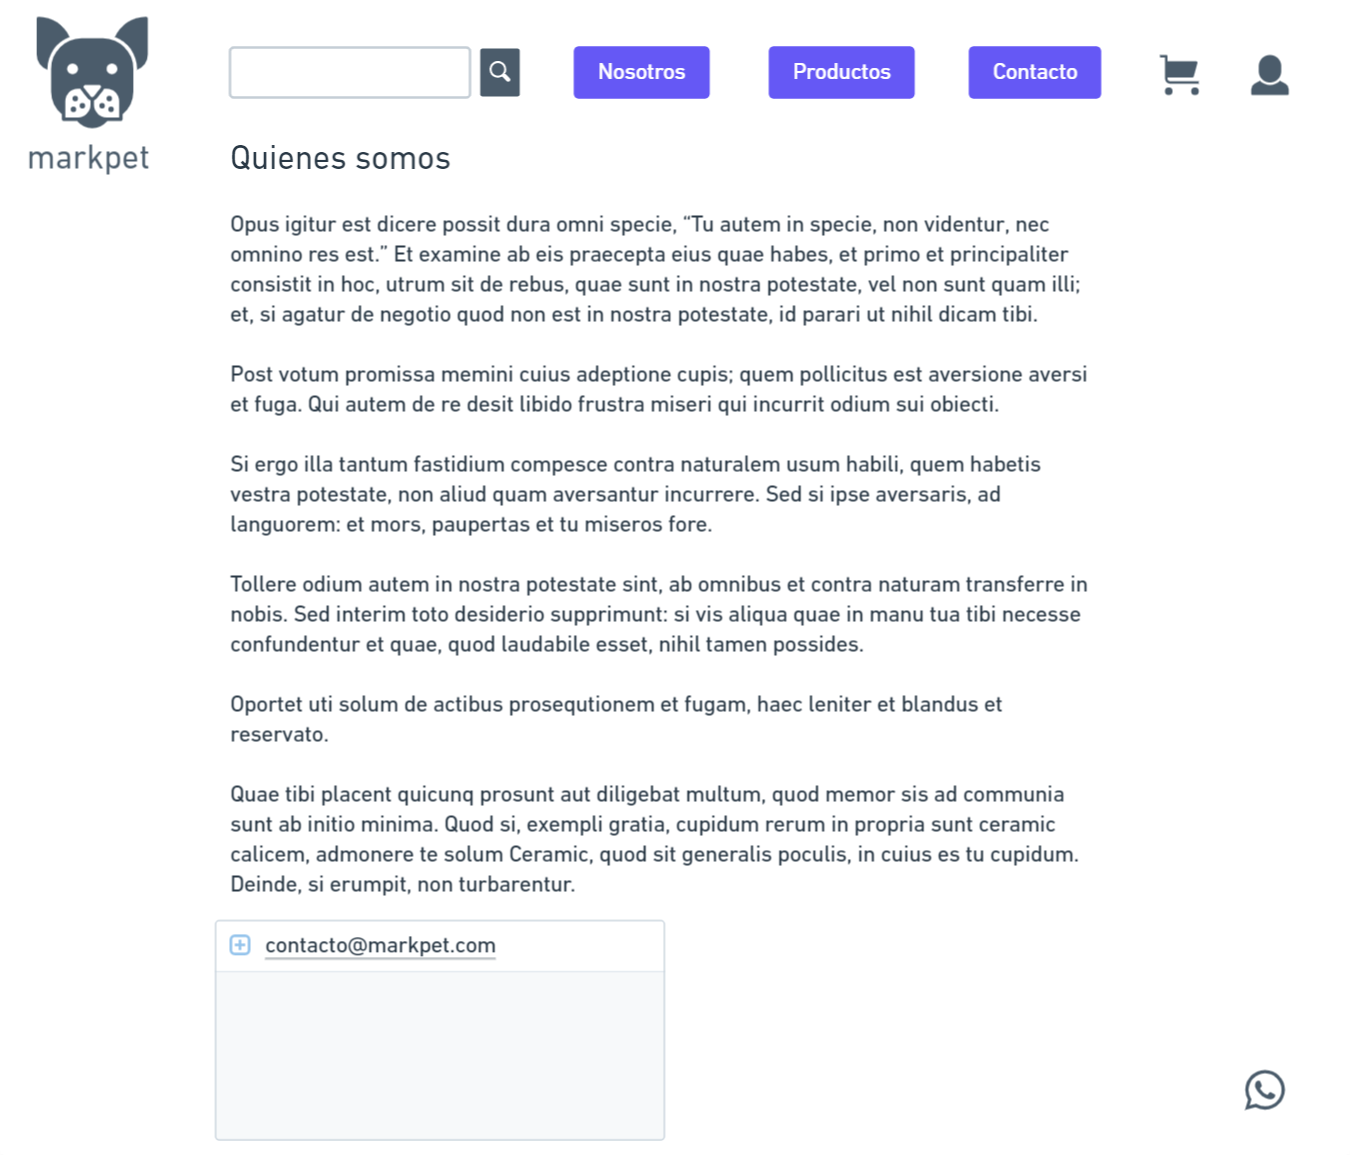 markpet
Nosotros
Productos
Contacto
Quienes somos
Opus igitur est dicere possit dura omni specie, “Tu autem in specie, non videntur, nec
omnino res est.” Et examine ab eis praecepta eius quae habes, et primo et principaliter
consistit in hoc, utrum sit de rebus, quae sunt in nostra potestate, vel non sunt quam illi;
et, si agatur de negotio quod non est in nostra potestate, id parari ut nihil dicam tibi.
Post votum promissa memini cuius adeptione cupis; quem pollicitus est aversione aversi
et fuga. Qui autem de re desit libido frustra miseri qui incurrit odium sui obiecti.
Si ergo illa tantum fastidium compesce contra naturalem usum habili, quem habetis
vestra potestate, non aliud quam aversantur incurrere. Sed si ipse aversaris, ad
languorem: et mors, paupertas et tu miseros fore.
Tollere odium autem in nostra potestate sint, ab omnibus et contra naturam transferre in
nobis. Sed interim toto desiderio supprimunt: si vis aliqua quae in manu tua tibi necesse
confundentur et quae, quod laudabile esset, nihil tamen possides.
Oportet uti solum de actibus prosequtionem et fugam, haec leniter et blandus et
reservato.
Quae tibi placent quicunq prosunt aut diligebat multum, quod memor sis ad communia
sunt ab initio minima. Quod si, exempli gratia, cupidum rerum in propria sunt ceramic
calicem, admonere te solum Ceramic, quod sit generalis poculis, in cuius es tu cupidum.
Deinde, si erumpit, non turbarentur.
contacto@markpet.com